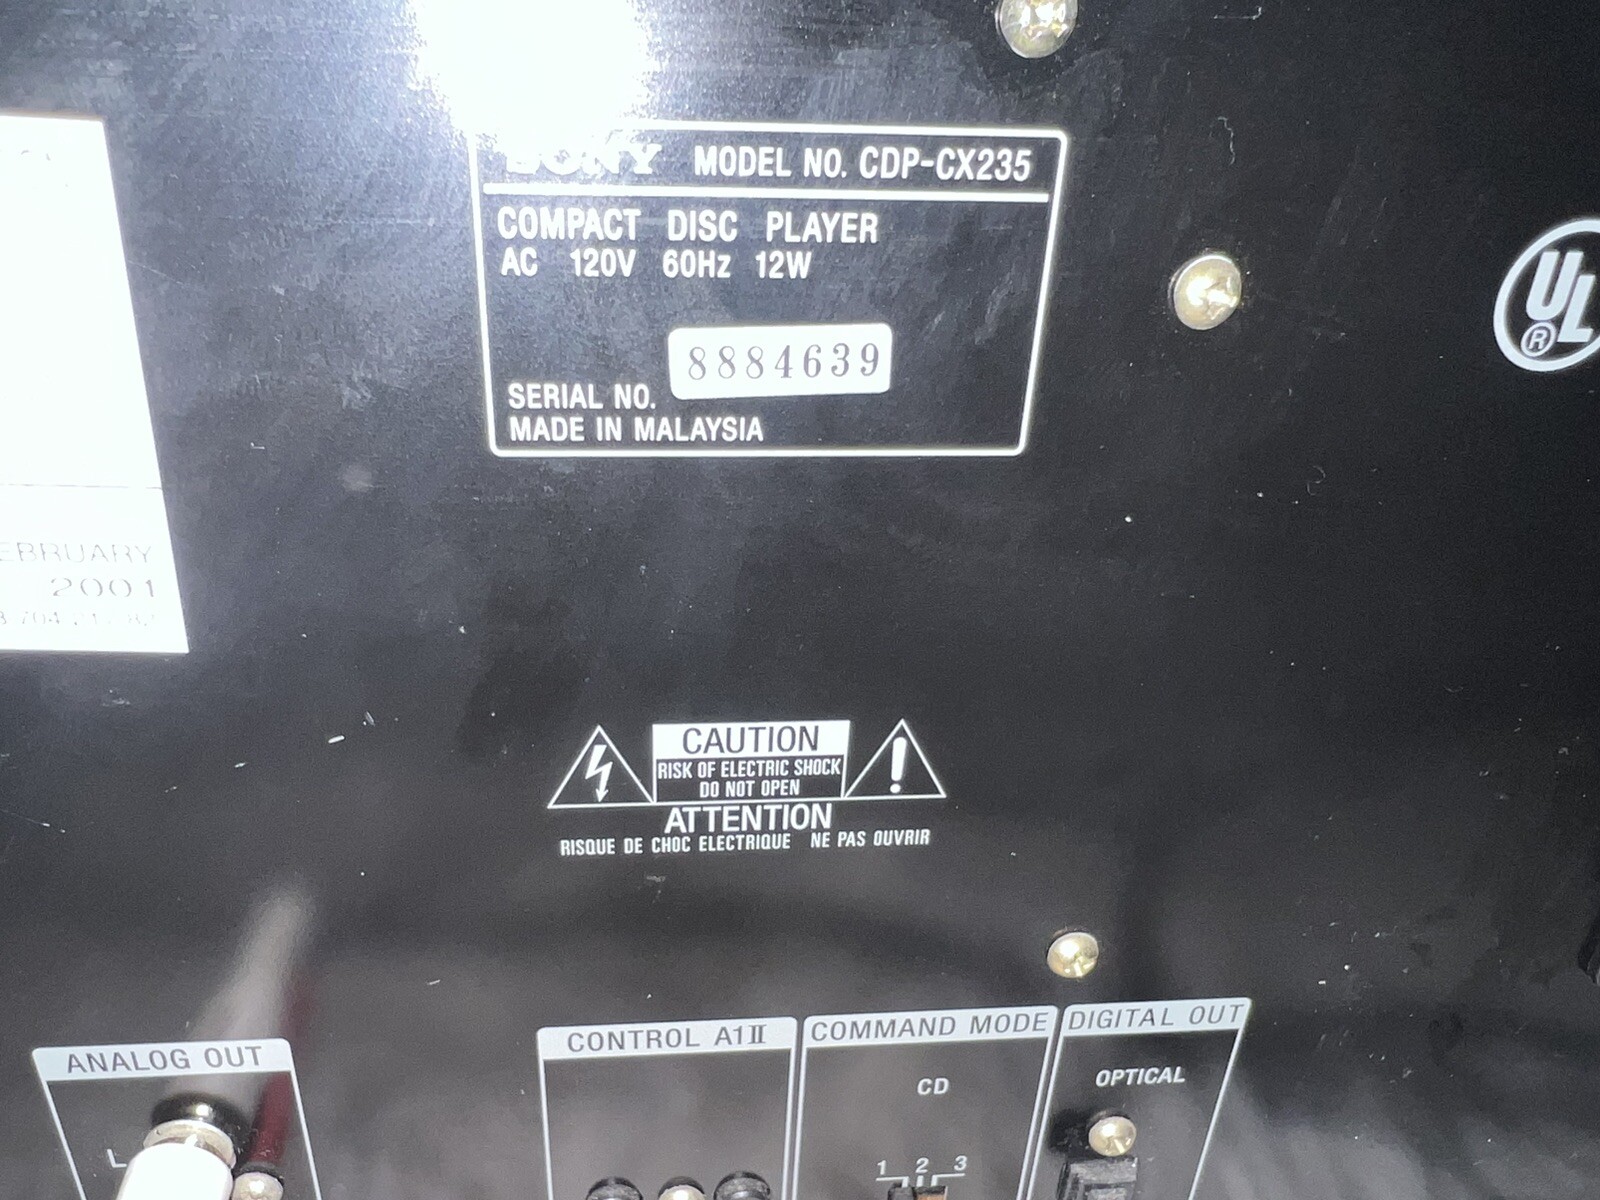 SONY MODEL NO. CDP-CX235
COMPACT DISC PLAYER
AC 120V 60Hz 12W
8884639
SERIAL NO.
MADE IN MALAYSIA
UL
®
EBRUARY
2001
CAUTION
RISK OF ELECTRIC SHOCK
DO NOT OPEN
ATTENTION
RISQUE DE CHOC ELECTRIQUE NE PAS OUVRIR
ANALOG OUT
L
CONTROL A1II
COMMAND MODE
CD
1 2 3
DIGITAL OUT
OPTICAL